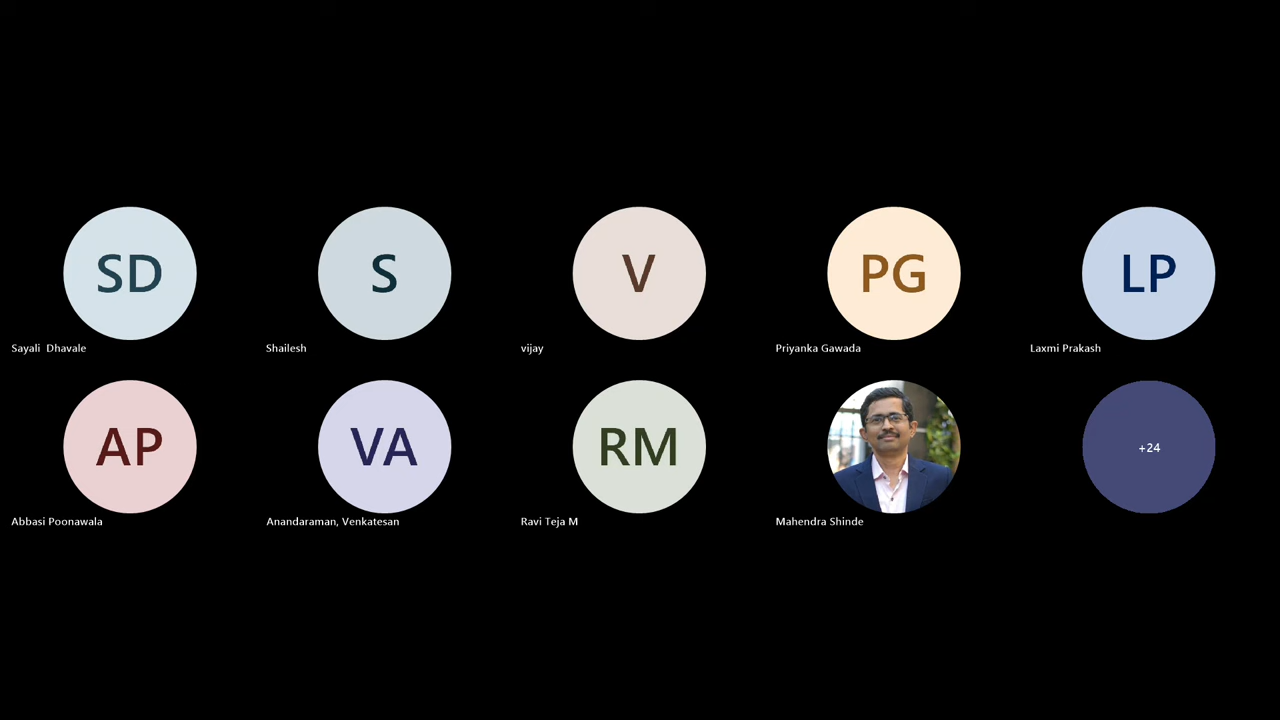 SD
S
V
PG
LP
Sayali  Dhavale
Shailesh
vijay
Priyanka Gawada
Laxmi Prakash
AP
VA
RM
+24
Abbasi Poonawala
Anandaraman, Venkatesan
Ravi Teja M
Mahendra Shinde